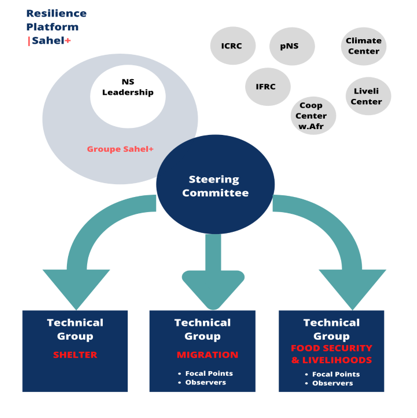 Resilience
Platform
|Sahel+
ICRC
pNS
Climate
Center
IFRC
Liveli
Center
Coop
Center
w.Afr
NS
Leadership
Groupe Sahel+
Steering
Committee
Technical
Group
SHELTER
Technical
Group
MIGRATION
• Focal Points
• Observers
Technical
Group
FOOD SECURITY
& LIVELIHOODS
• Focal Points
• Observers